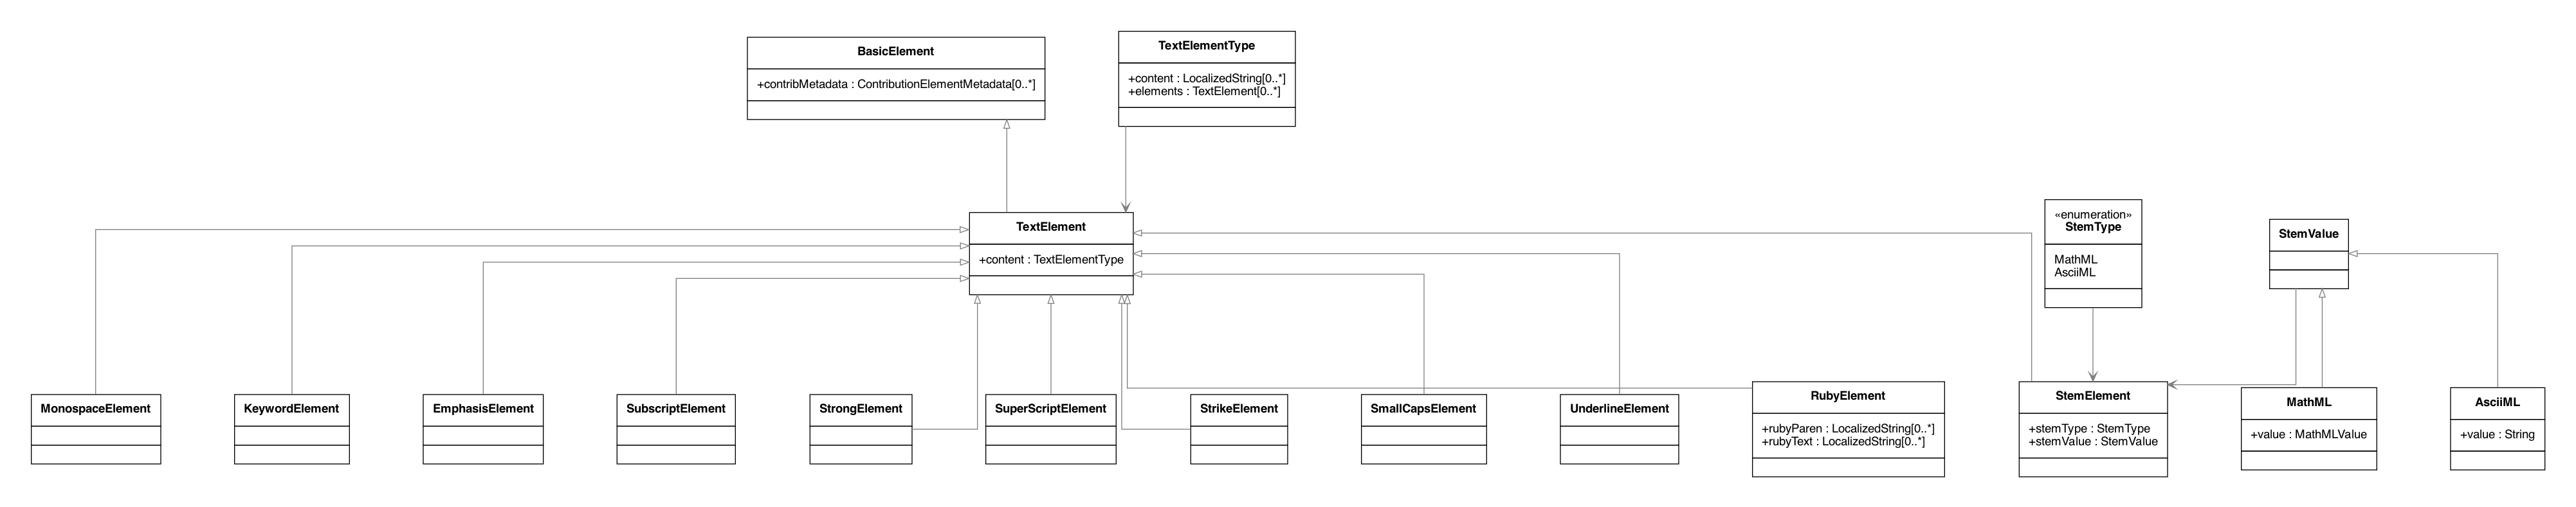 BasicElement
+contribMetadata : ContributionElementMetadata[0..*]
TextElementType
+content : LocalizedString[0..*]
+elements : TextElement[0..*]
TextElement
+content : TextElementType
«enumeration»
StemType
MathML
AsciiML
StemValue
MonospaceElement
KeywordElement
EmphasisElement
SubscriptElement
StrongElement
SuperScriptElement
StrikeElement
SmallCapsElement
UnderlineElement
RubyElement
+rubyParen : LocalizedString[0..*]
+rubyText : LocalizedString[0..*]
StemElement
+stemType : StemType
+stemValue : StemValue
MathML
+value : MathMLValue
AsciiML
+value : String